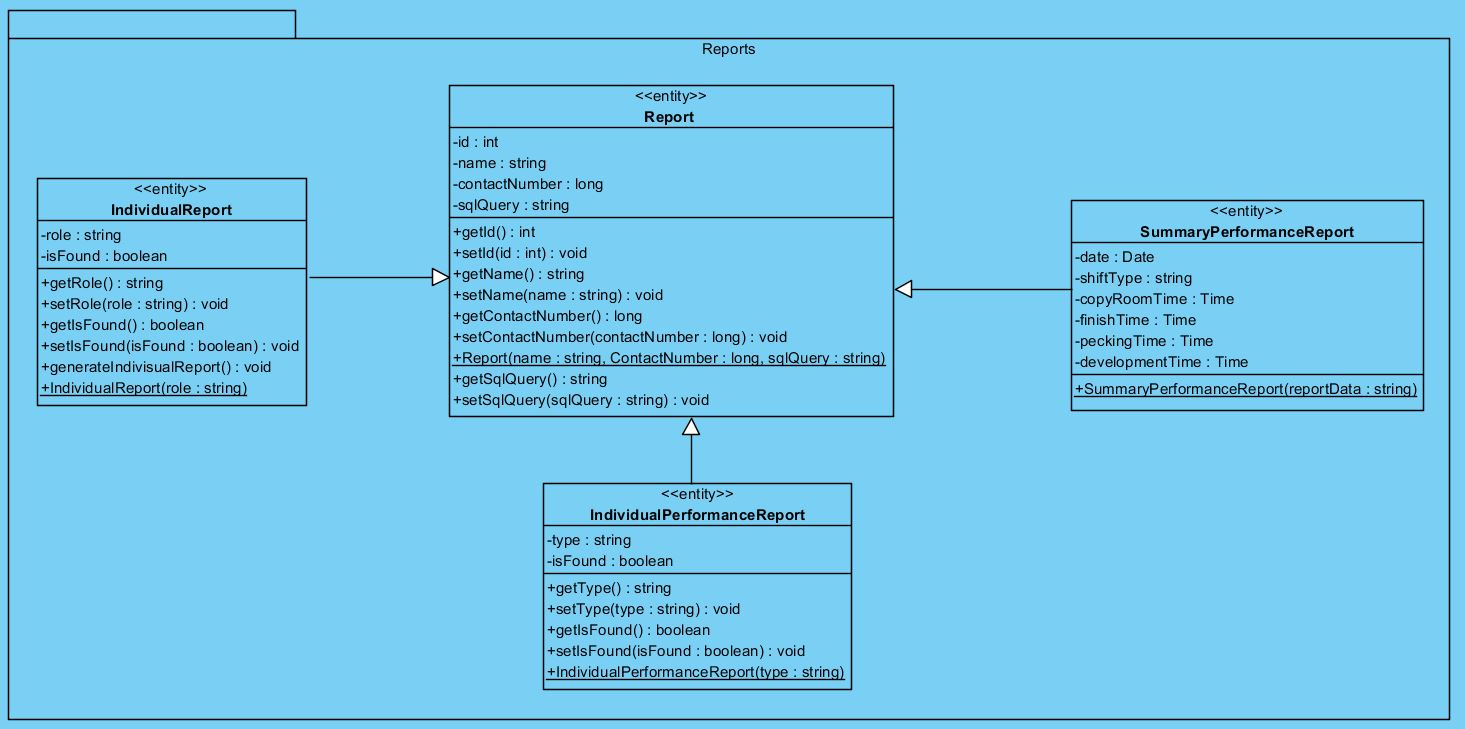 Reports
<<entity>>
Report
-id : int
-name : string
-contactNumber : long
-sqlQuery : string
+getId() : int
+setId(id : int) : void
+getName() : string
+setName(name : string) : void
+getContactNumber() : long
+setContactNumber(contactNumber : long) : void
+Report(name : string, ContactNumber : long, sqlQuery : string)
+getSqlQuery() : string
+setSqlQuery(sqlQuery : string) : void
<<entity>>
IndividualReport
-role : string
-isFound : boolean
+getRole() : string
+setRole(role : string) : void
+getIsFound() : boolean
+setIsFound(isFound : boolean) : void
+generateIndivisualReport() : void
+IndividualReport(role : string)
<<entity>>
SummaryPerformanceReport
-date : Date
-shiftType : string
-copyRoomTime : Time
-finishTime : Time
-peckingTime : Time
-developmentTime : Time
+SummaryPerformanceReport(reportData : string)
<<entity>>
IndividualPerformanceReport
-type : string
-isFound : boolean
+getType() : string
+setType(type : string) : void
+getIsFound() : boolean
+setIsFound(isFound : boolean) : void
+IndividualPerformanceReport(type : string)